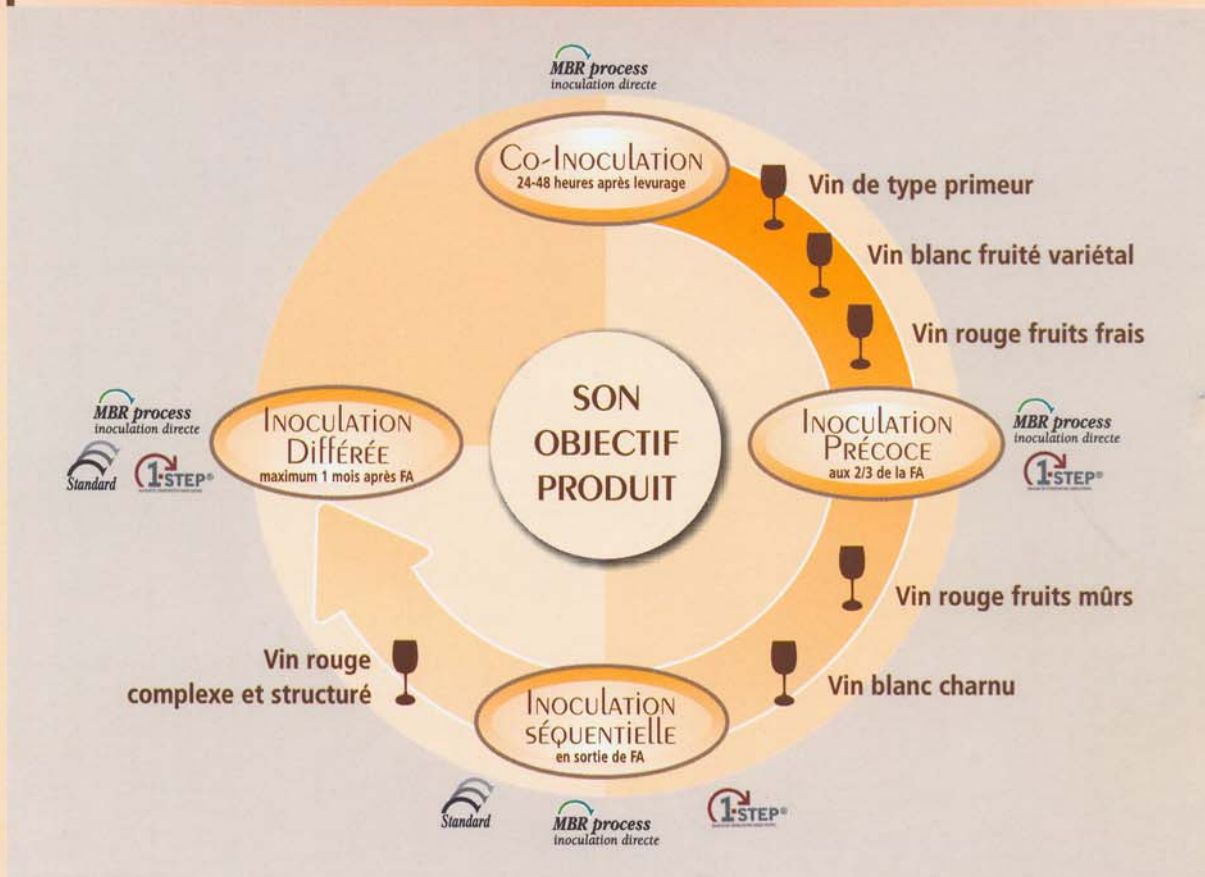 MBR process
inoculation directe
Co-Inoculation
24-48 heures après levurage
Vin de type primeur
Vin blanc fruité variétal
Vin rouge fruits frais
MBR process
inoculation directe
Standard
1-STEP®
Inoculation
Différée
maximum 1 mois après FA
SON
OBJECTIF
PRODUIT
Inoculation
Précoce
aux 2/3 de la FA
MBR process
inoculation directe
1-STEP®
Vin rouge fruits mûrs
Vin rouge
complexe et structuré
Vin blanc charnu
Inoculation
séquentielle
en sortie de FA
Standard
MBR process
inoculation directe
1-STEP®